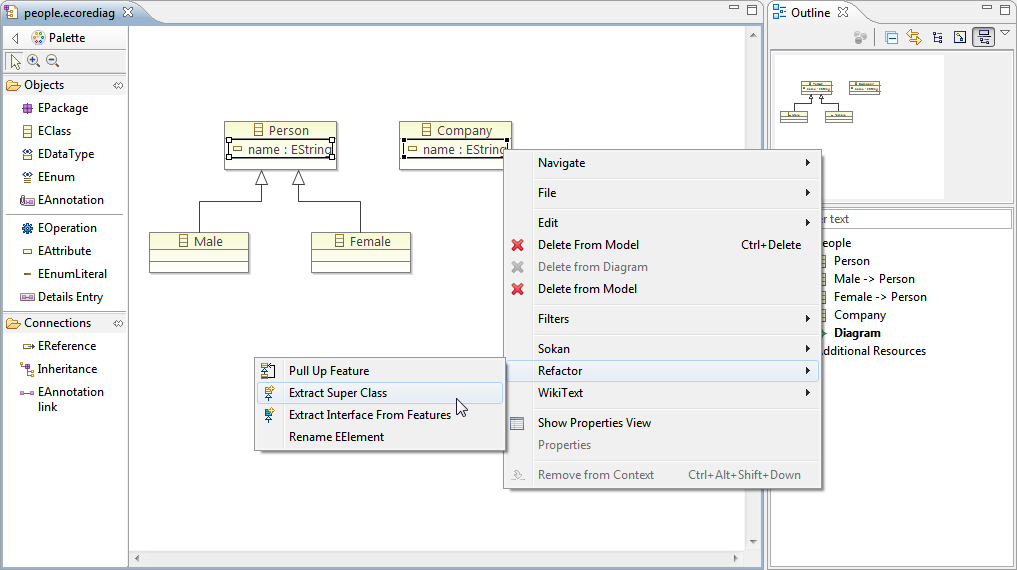 people.ecorediag
Palette
Objects
EPackage
EClass
EDataType
EEnum
EAnnotation
EOperation
EAttribute
EEnumLiteral
Details Entry
Connections
EReference
Inheritance
EAnnotation
link
Person
name : EString
Company
name : EString
Male
Female
Navigate
File
Edit
Delete From Model Ctrl+Delete
Delete from Diagram
Delete from Model
Filters
Sokan
Refactor
WikiText
Show Properties View
Properties
Remove from Context Ctrl+Alt+Shift+Down
Pull Up Feature
Extract Super Class
Extract Interface From Features
Rename EElement
Outline
text
Person
Male -> Person
Female -> Person
Company
Diagram
Resources